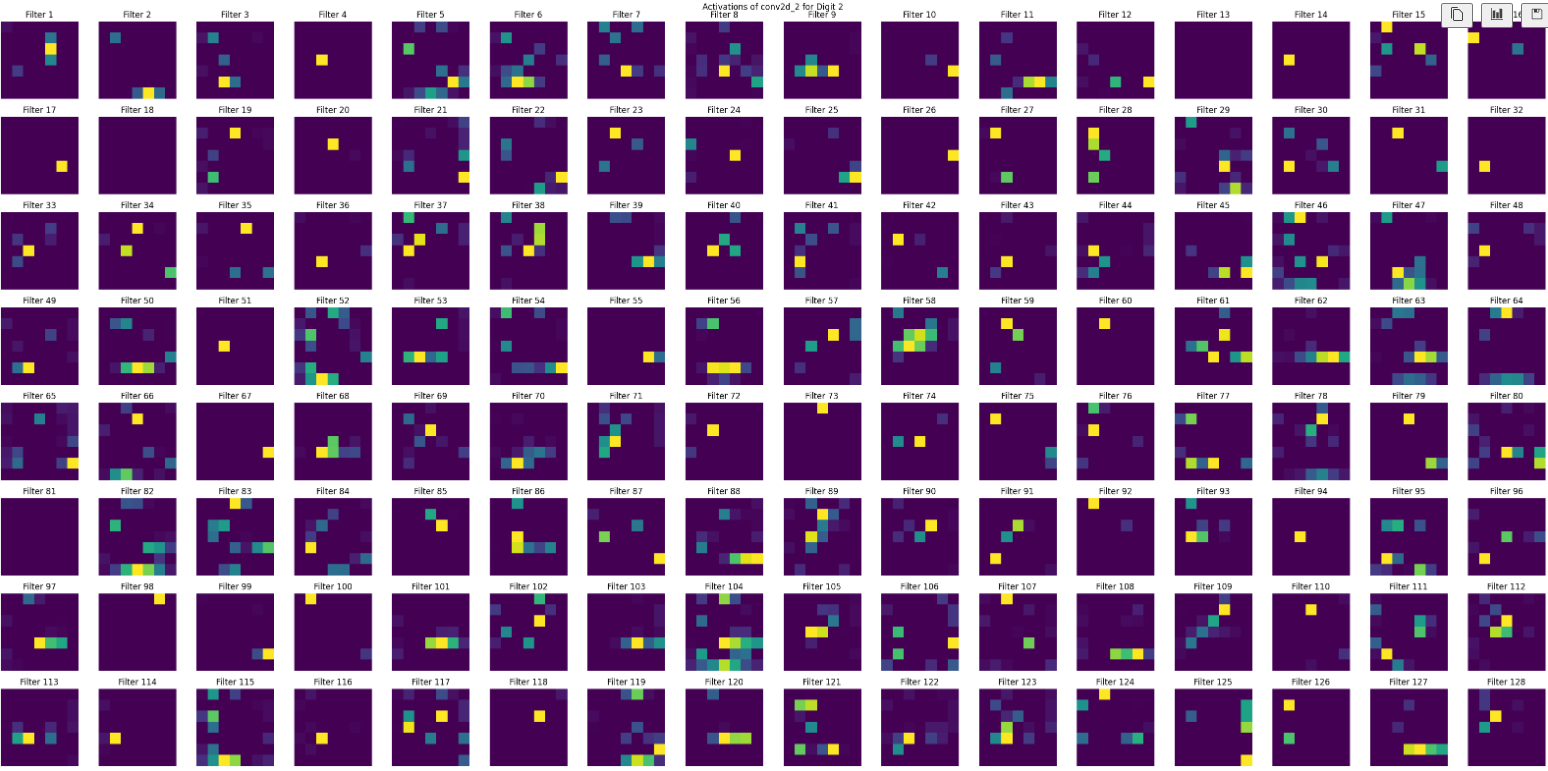 Activations of conv2d_2 for Digit 2
Filter 1 Filter 2 Filter 3 Filter 4 Filter 5 Filter 6 Filter 7 Filter 8 Filter 9 Filter 10 Filter 11 Filter 12 Filter 13 Filter 14 Filter 15 16
Filter 17 Filter 18 Filter 19 Filter 20 Filter 21 Filter 22 Filter 23 Filter 24 Filter 25 Filter 26 Filter 27 Filter 28 Filter 29 Filter 30 Filter 31 Filter 32
Filter 33 Filter 34 Filter 35 Filter 36 Filter 37 Filter 38 Filter 39 Filter 40 Filter 41 Filter 42 Filter 43 Filter 44 Filter 45 Filter 46 Filter 47 Filter 48
Filter 49 Filter 50 Filter 51 Filter 52 Filter 53 Filter 54 Filter 55 Filter 56 Filter 57 Filter 58 Filter 59 Filter 60 Filter 61 Filter 62 Filter 63 Filter 64
Filter 65 Filter 66 Filter 67 Filter 68 Filter 69 Filter 70 Filter 71 Filter 72 Filter 73 Filter 74 Filter 75 Filter 76 Filter 77 Filter 78 Filter 79 Filter 80
Filter 81 Filter 82 Filter 83 Filter 84 Filter 85 Filter 86 Filter 87 Filter 88 Filter 89 Filter 90 Filter 91 Filter 92 Filter 93 Filter 94 Filter 95 Filter 96
Filter 97 Filter 98 Filter 99 Filter 100 Filter 101 Filter 102 Filter 103 Filter 104 Filter 105 Filter 106 Filter 107 Filter 108 Filter 109 Filter 110 Filter 111 Filter 112
Filter 113 Filter 114 Filter 115 Filter 116 Filter 117 Filter 118 Filter 119 Filter 120 Filter 121 Filter 122 Filter 123 Filter 124 Filter 125 Filter 126 Filter 127 Filter 128